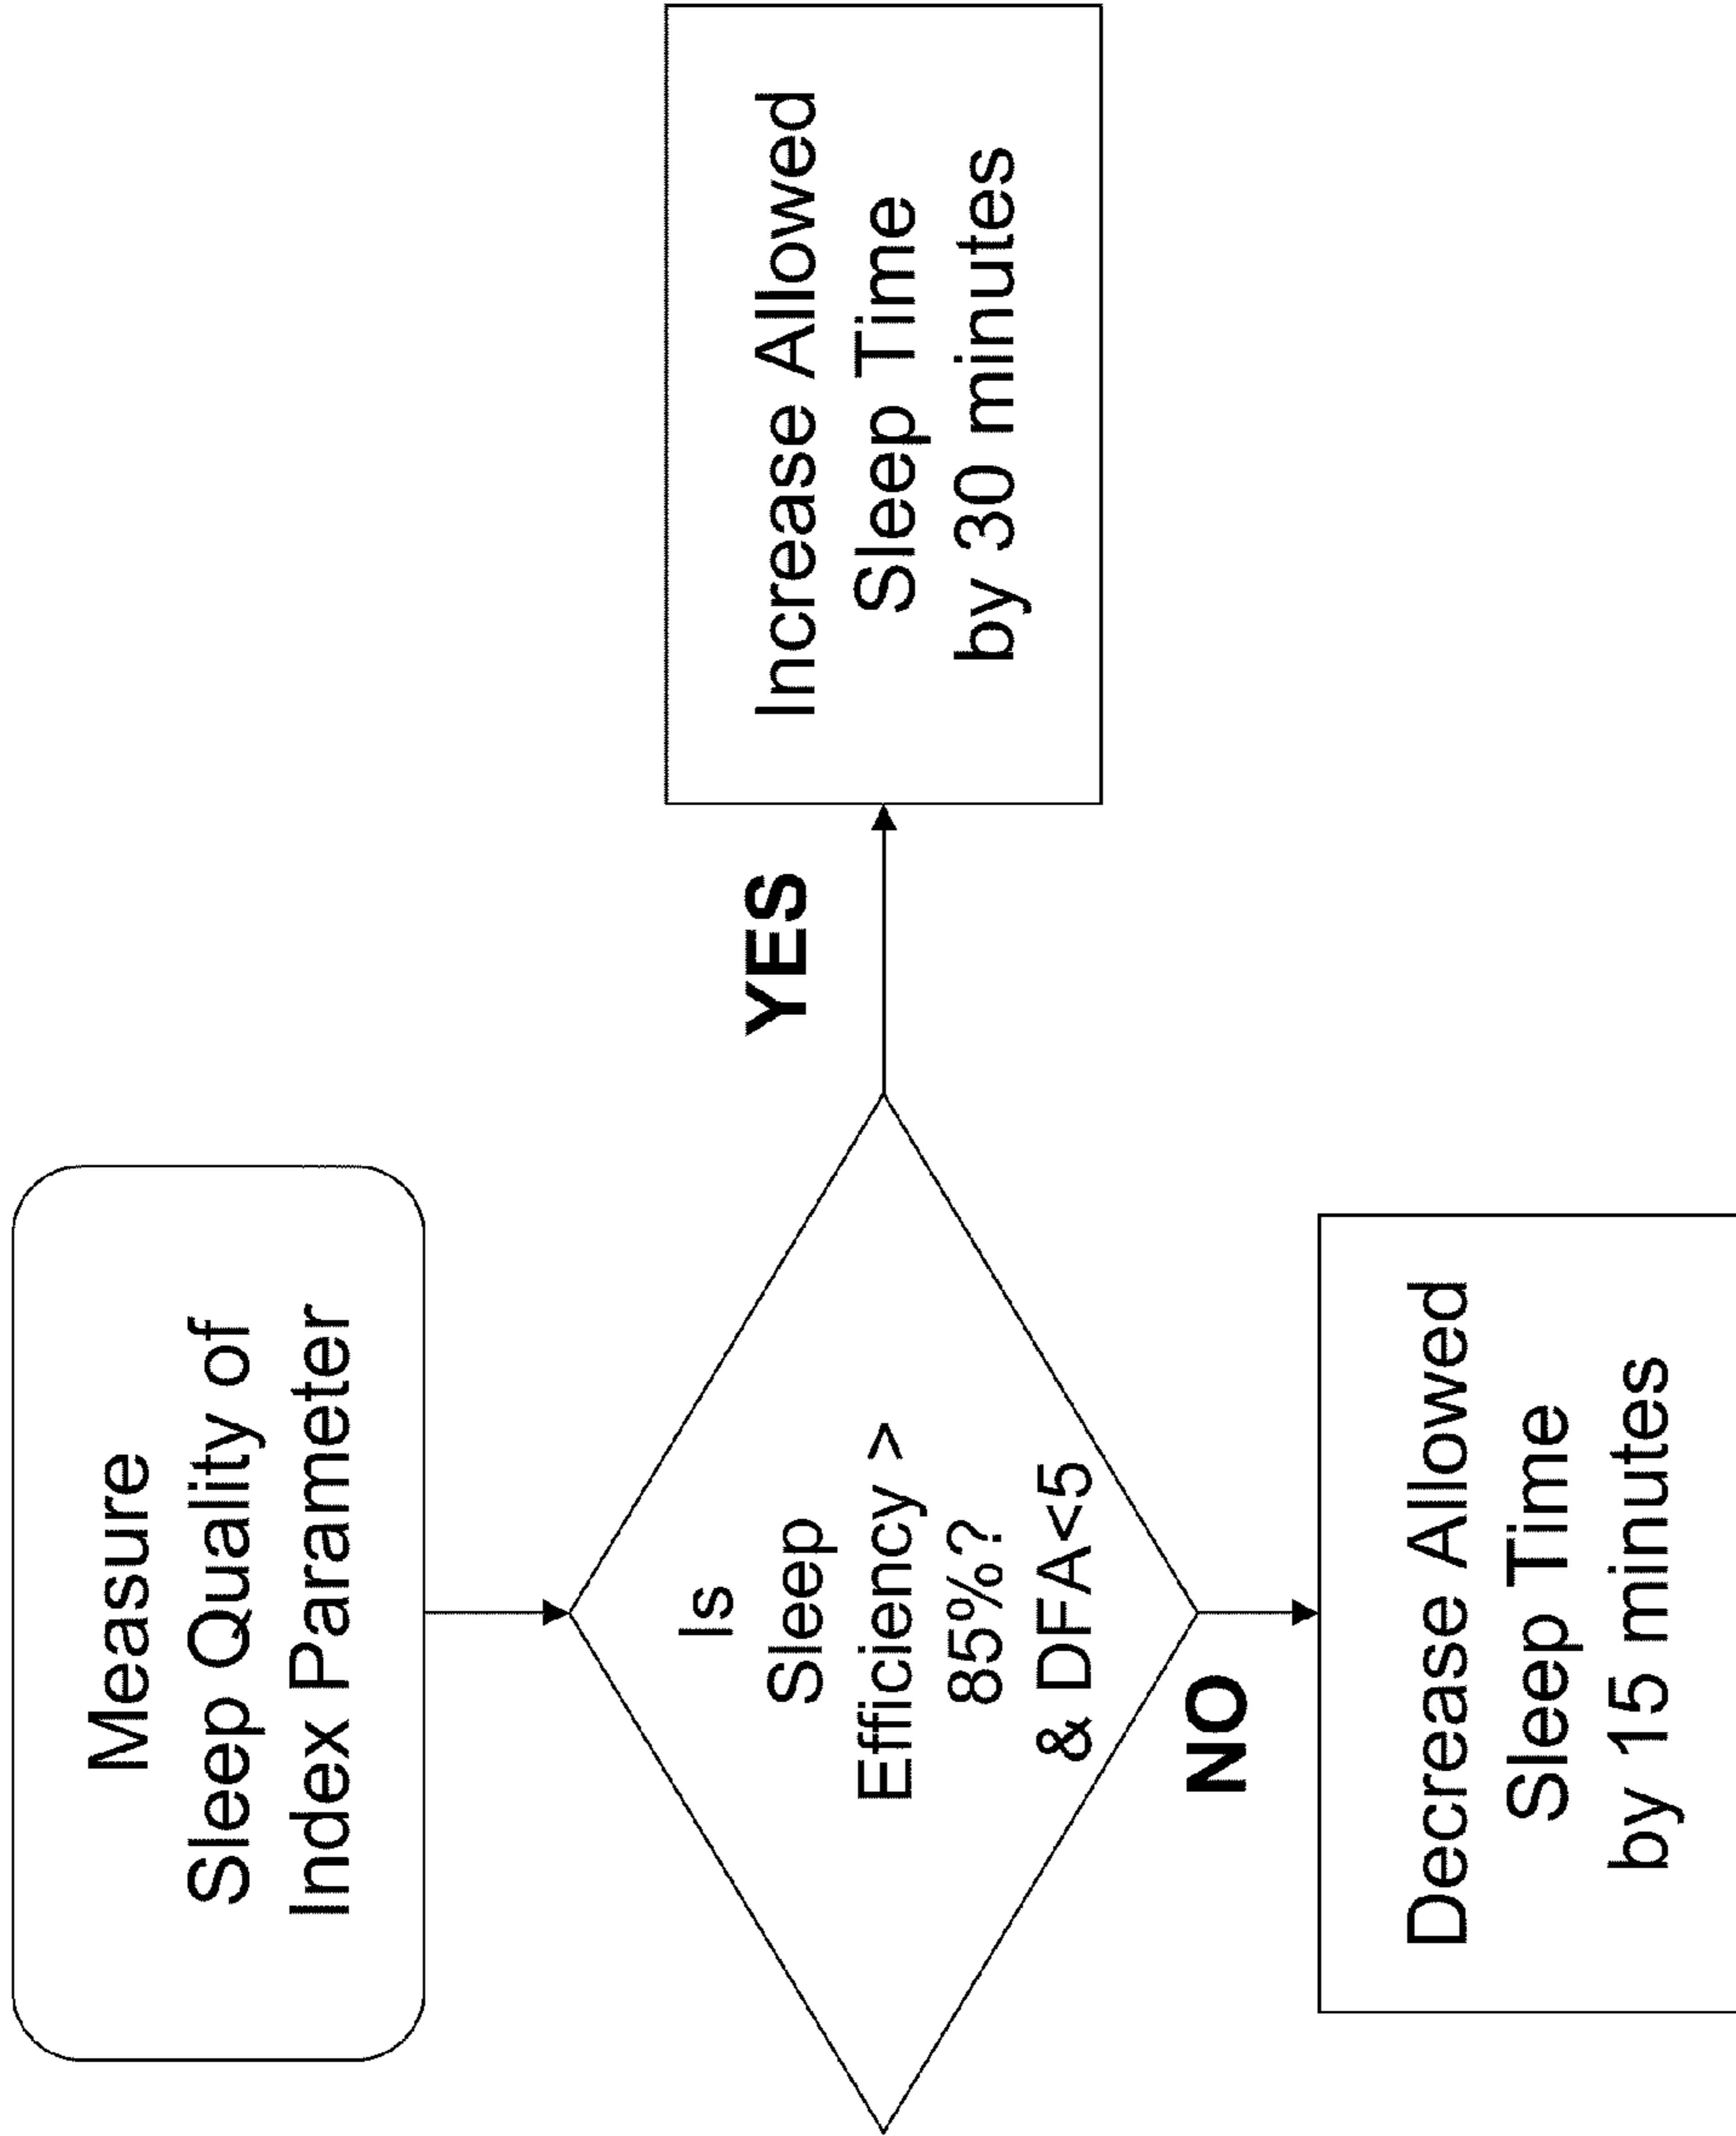 Measure
Sleep Quality of
Index Parameter
Is
Sleep
Efficiency >
85%?
& DFA<5
YES
Increase Allowed
Sleep Time
by 30 minutes
NO
Decrease Allowed
Sleep Time
by 15 minutes